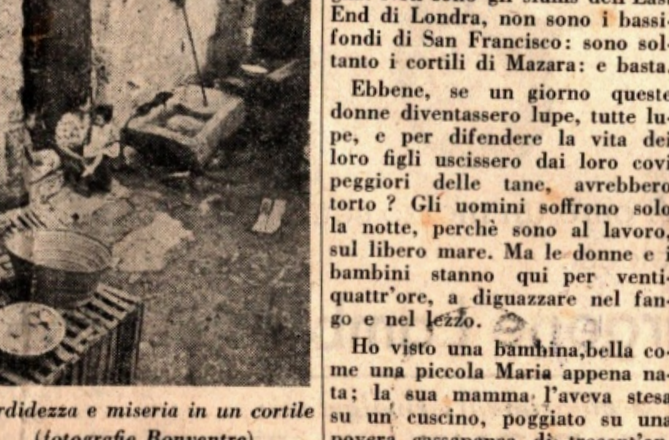 End di Londra, non sono i bassi-
fondi di San Francisco: sono sol-
tanto i cortili di Mazara: e basta.
Ebbene, se un giorno queste
donne diventassero lupe, tutte lu-
pe, e per difendere la vita dei
loro figli uscissero dai loro covi
peggiori delle tane, avrebbero
torto ? Gli uomini soffrono solo
la notte, perchè sono al lavoro,
sul libero mare. Ma le donne e i
bambini stanno qui per venti-
quattr'ore, a diguazzare nel fan-
go e nel lezzo.
Ho visto una bambina,bella co-
me una piccola Maria appena na-
ta; la sua mamma l'aveva stesa
su un cuscino, poggiato su una
rdidezza e miseria in un cortile
(fotografie Bonventre)